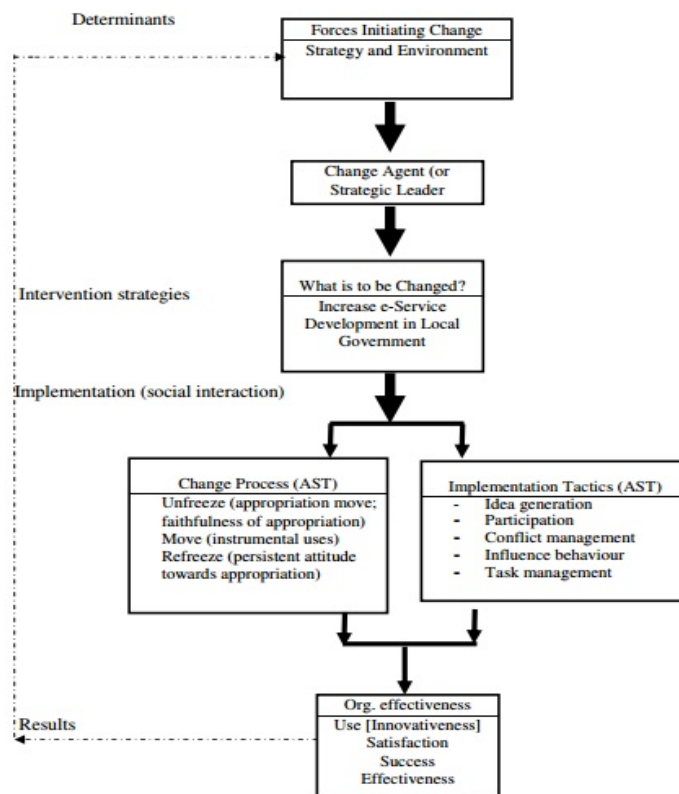 Determinants
Forces Initiating Change
Strategy and Environment
Change Agent (or
Strategic Leader
What is to be Changed?
Increase e-Service
Development in Local
Government
Intervention strategies
Implementation (social interaction)
Change Process (AST)
Unfreeze (appropriation move;
faithfulness of appropriation)
Move (instrumental uses)
Refreeze (persistent attitude
towards appropriation)
Implementation Tactics (AST)
- Idea generation
- Participation
- Conflict management
- Influence behaviour
- Task management
Org. effectiveness
Use [Innovativeness]
Satisfaction
Success
Effectiveness
Results